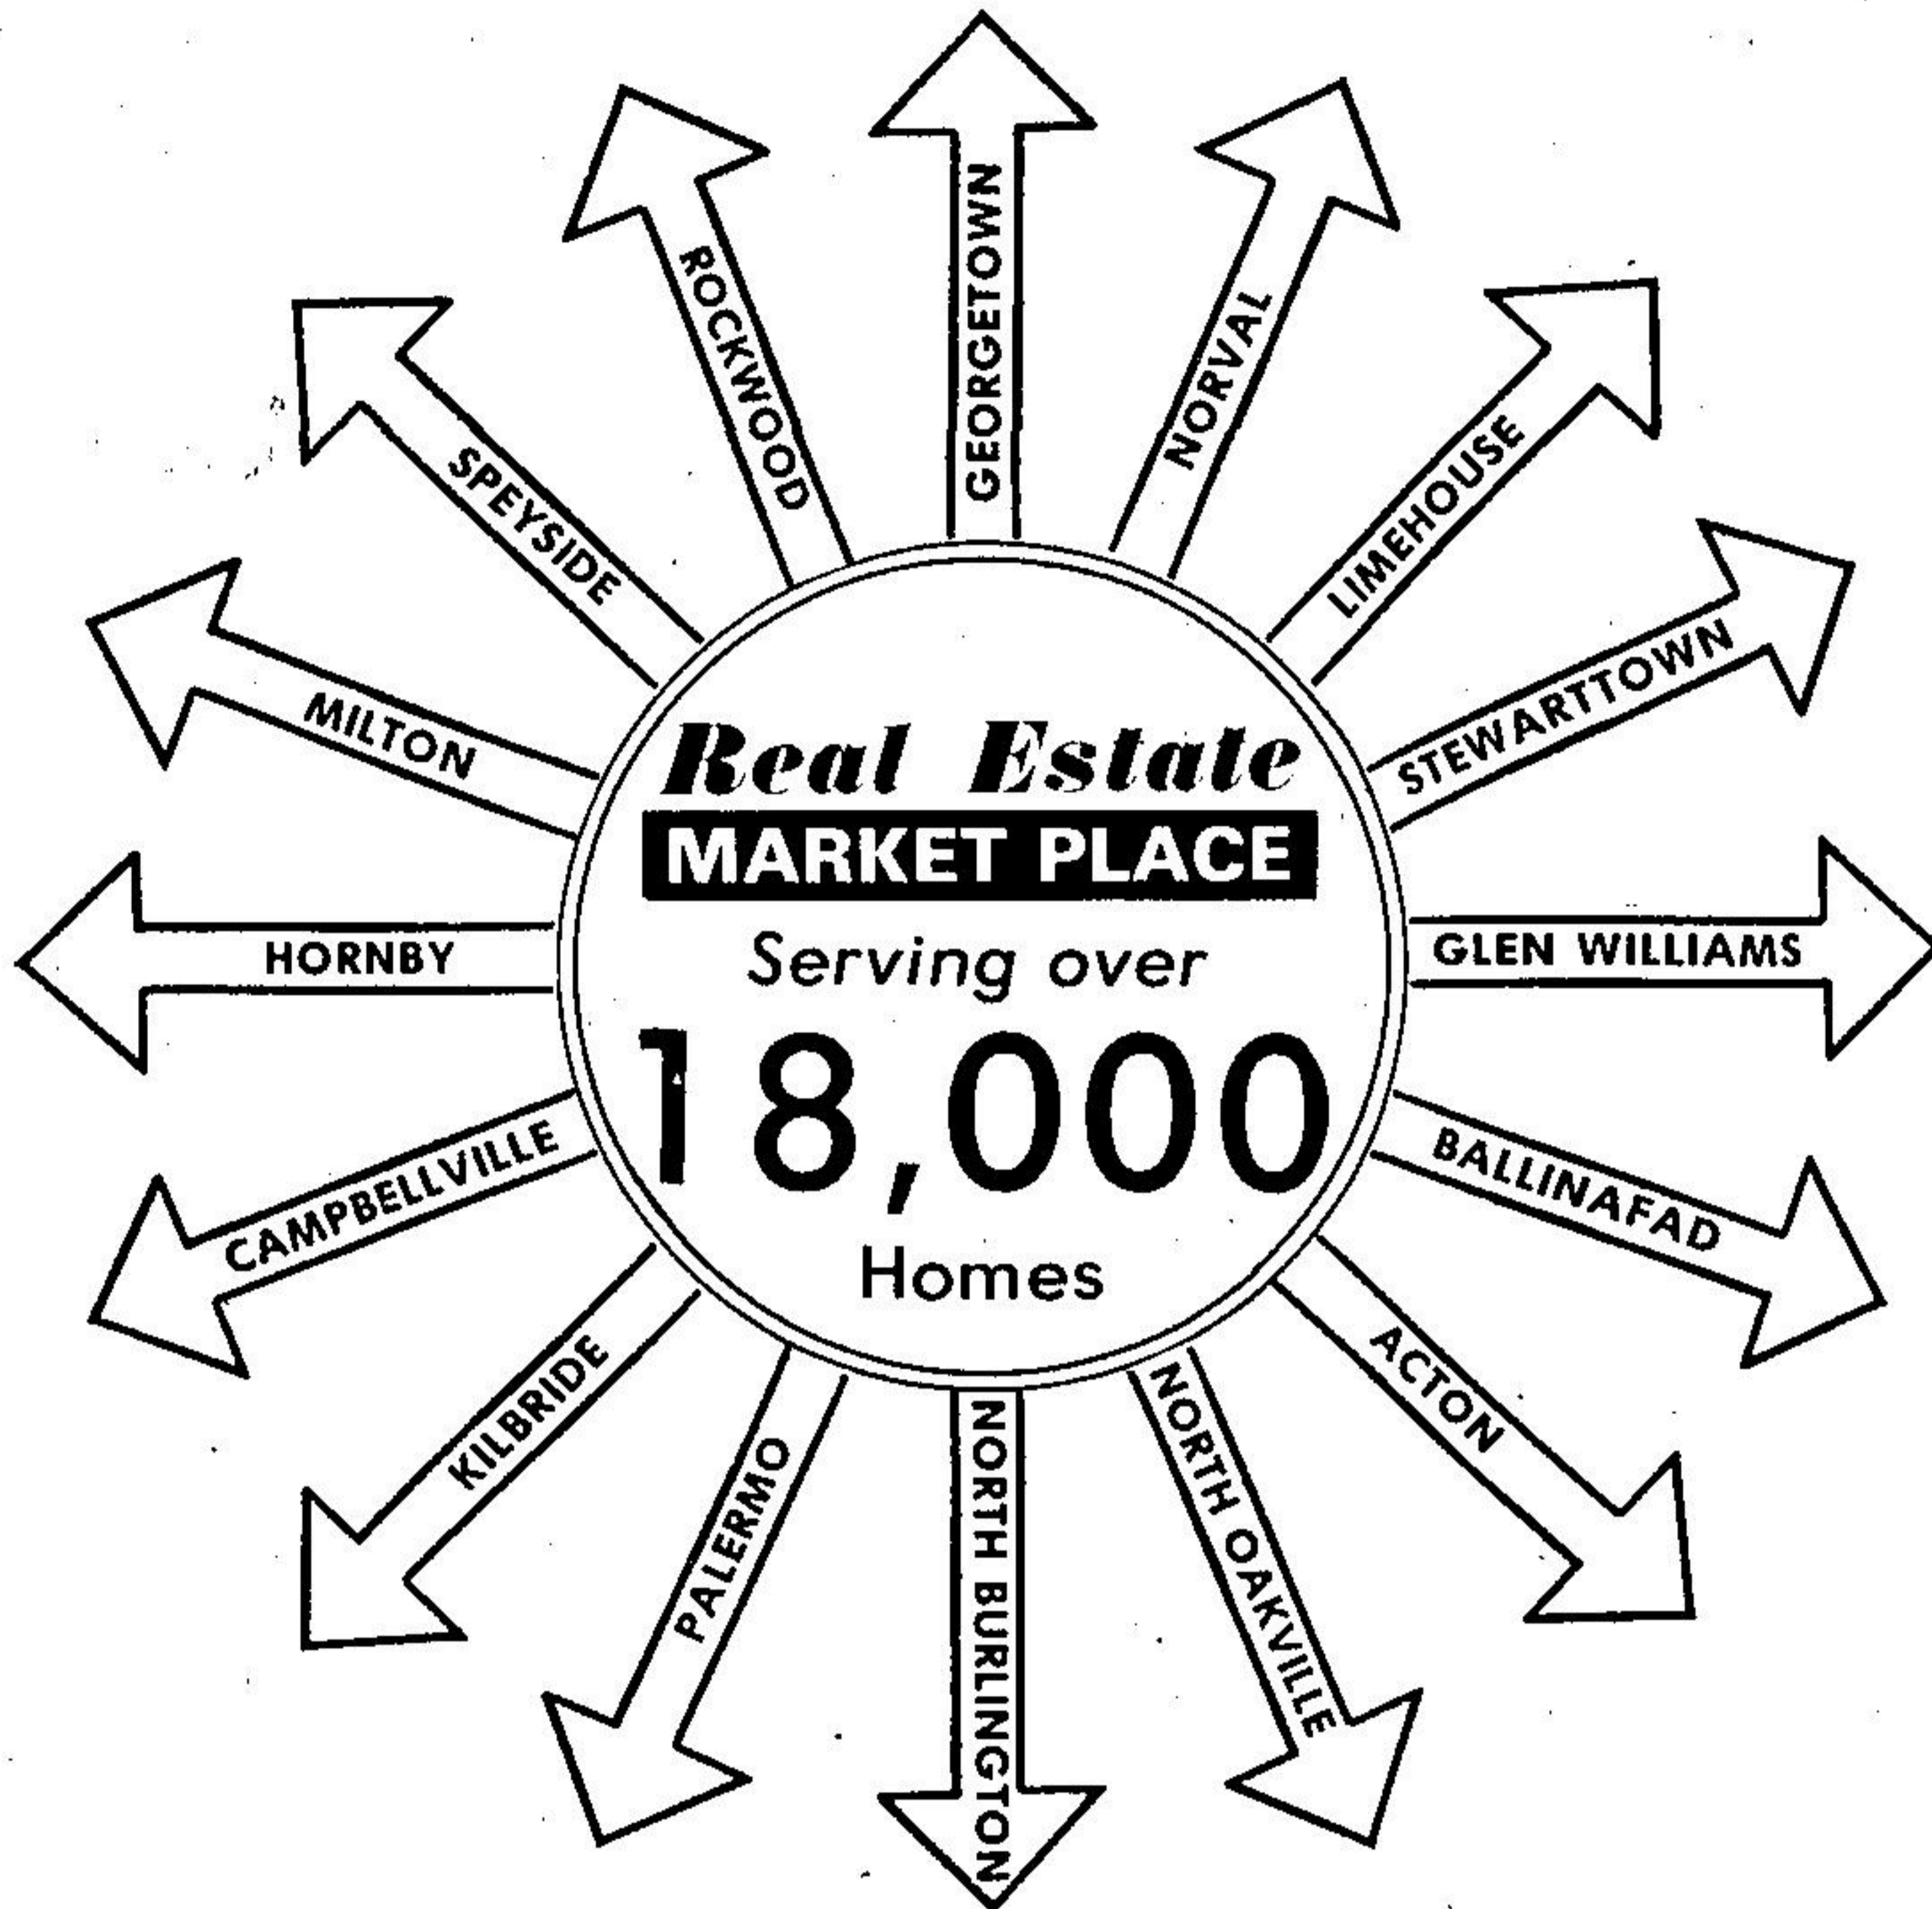 Real Estate
MARKET PLACE
Serving over
18,000
Homes
GEORGETOWN
NORVAL
LIMEHOUSE
STEWARTTOWN
GLEN WILLIAMS
BALLINAFAD
ACTON
NORTH OAKVILLE
NORTH BURLINGTON
PALERMO
KILBRIDE
CAMPBELLVILLE
HORNBY
MILTON
SPEYSIDE
ROCKWOOD